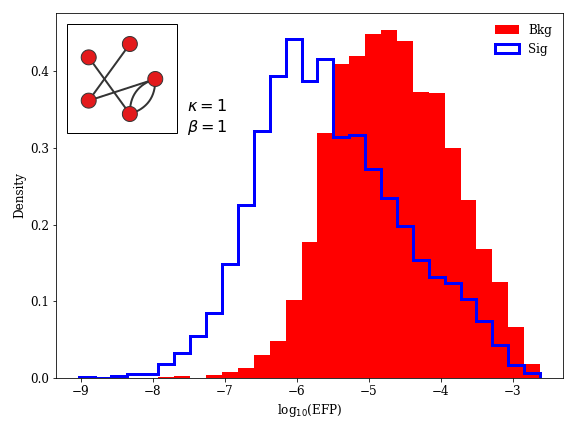 Bkg
Sig
κ = 1
β = 1
Density
0.4
0.3
0.2
0.1
0.0
−9 −8 −7 −6 −5 −4 −3
log₁₀(EFP)